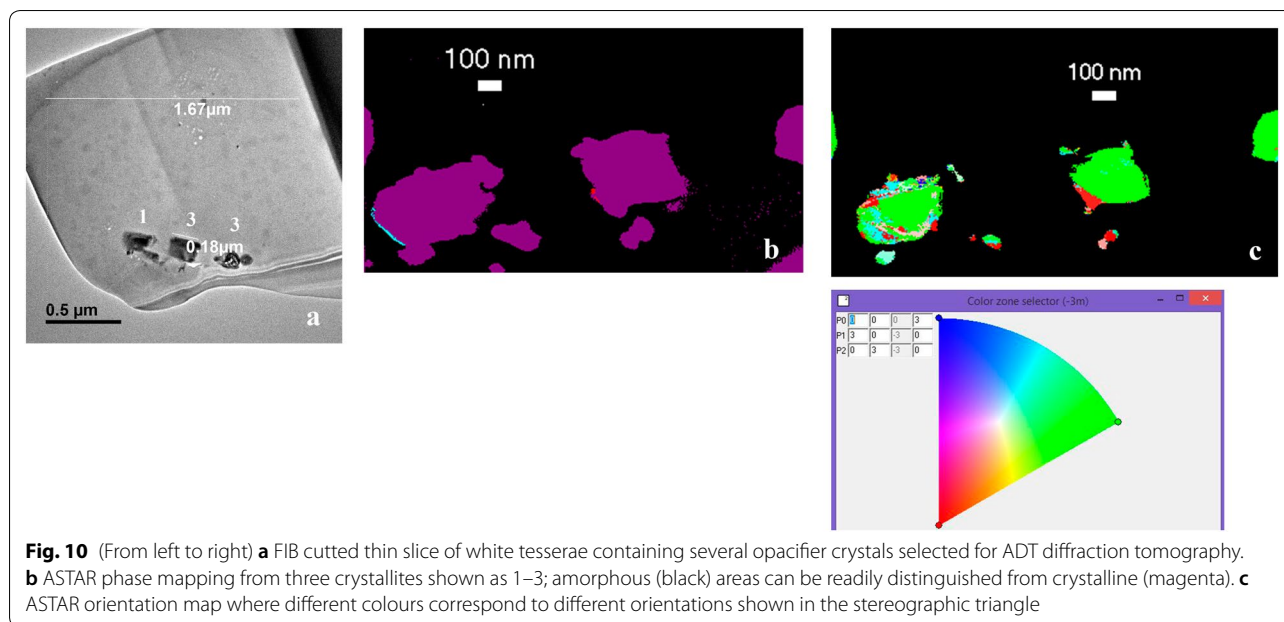 1.67µm
1 3 3
0.18µm
0.5 µm
a
100 nm
b
100 nm
c
Color zone selector (-3m)
P0 0 0 0 3
P1 3 0 -3 0
P2 0 3 -3 0
Fig. 10 (From left to right) a FIB cutted thin slice of white tesserae containing several opacifier crystals selected for ADT diffraction tomography.
b ASTAR phase mapping from three crystallites shown as 1–3; amorphous (black) areas can be readily distinguished from crystalline (magenta). c
ASTAR orientation map where different colours correspond to different orientations shown in the stereographic triangle